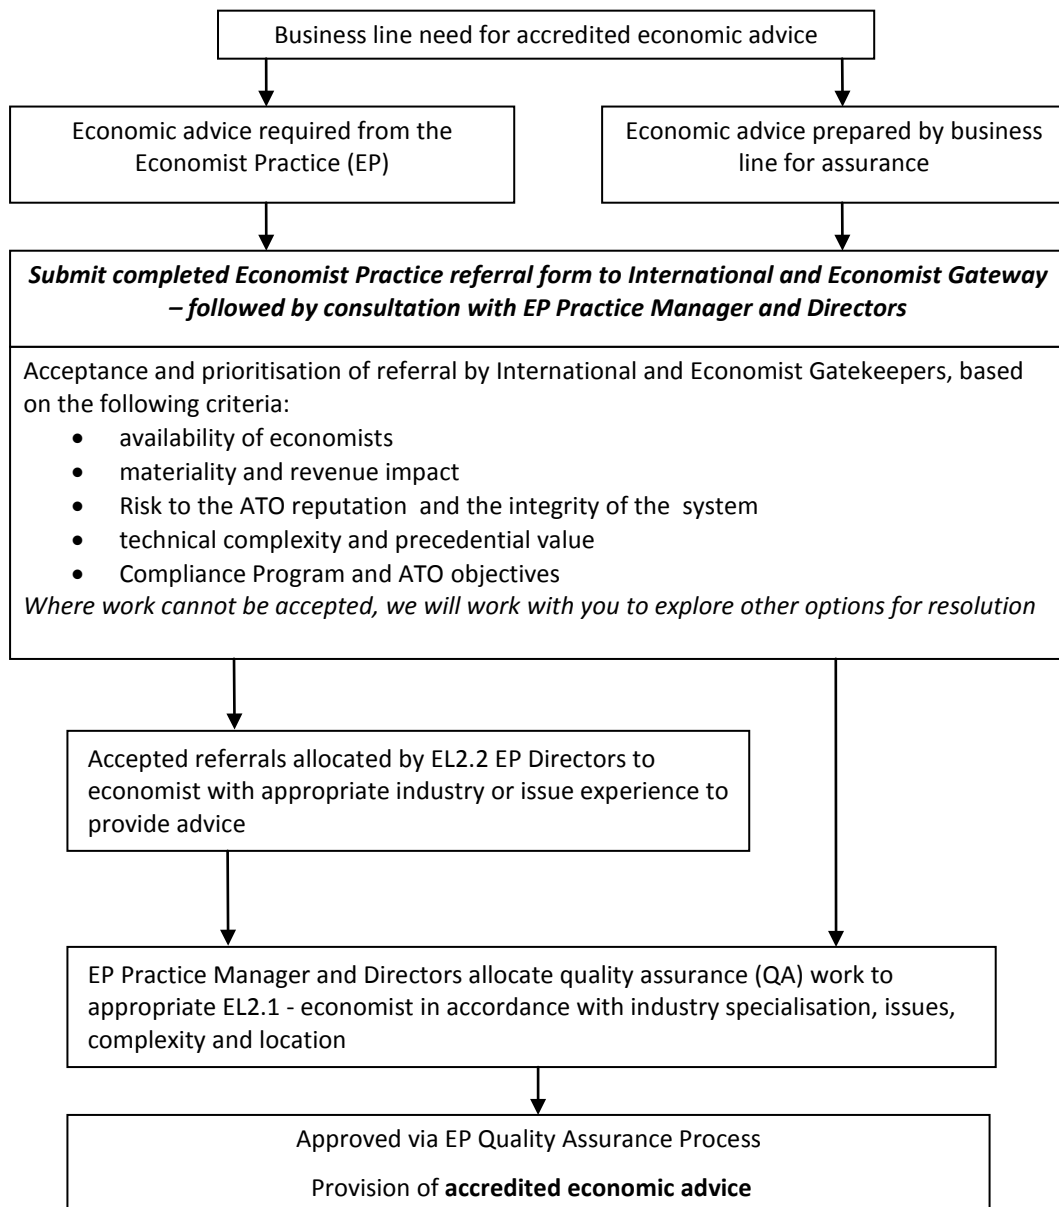 Business line need for accredited economic advice
Economic advice required from the
Economist Practice (EP)
Economic advice prepared by business
line for assurance
Submit completed Economist Practice referral form to International and Economist Gateway
– followed by consultation with EP Practice Manager and Directors
Acceptance and prioritisation of referral by International and Economist Gatekeepers, based
on the following criteria:
• availability of economists
• materiality and revenue impact
• Risk to the ATO reputation and the integrity of the system
• technical complexity and precedential value
• Compliance Program and ATO objectives
Where work cannot be accepted, we will work with you to explore other options for resolution
Accepted referrals allocated by EL2.2 EP Directors to
economist with appropriate industry or issue experience to
provide advice
EP Practice Manager and Directors allocate quality assurance (QA) work to
appropriate EL2.1 - economist in accordance with industry specialisation, issues,
complexity and location
Approved via EP Quality Assurance Process
Provision of accredited economic advice